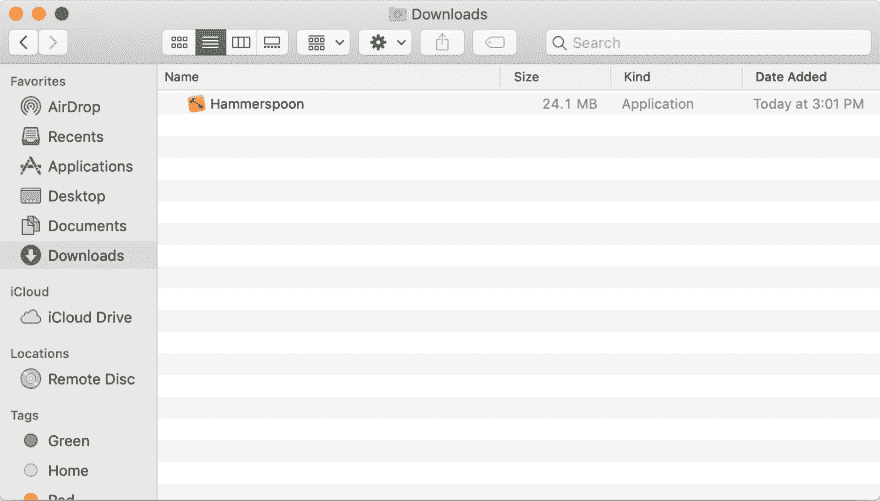 Downloads
Search
Favorites
AirDrop
Recents
Applications
Desktop
Documents
Downloads
iCloud
iCloud Drive
Locations
Remote Disc
Tags
Green
Home
Red
Name Size Kind Date Added
Hammerspoon 24.1 MB Application Today at 3:01 PM